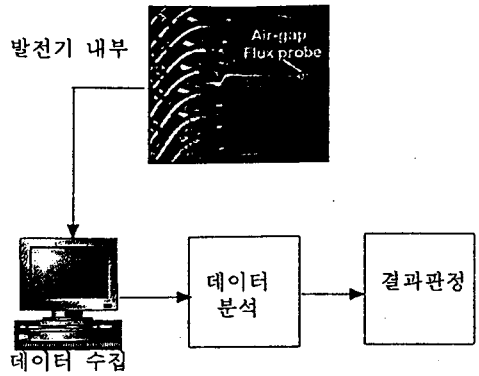 발전기 내부
Air-gap
Flux probe
데이터
분석
결과판정
데이터 수집